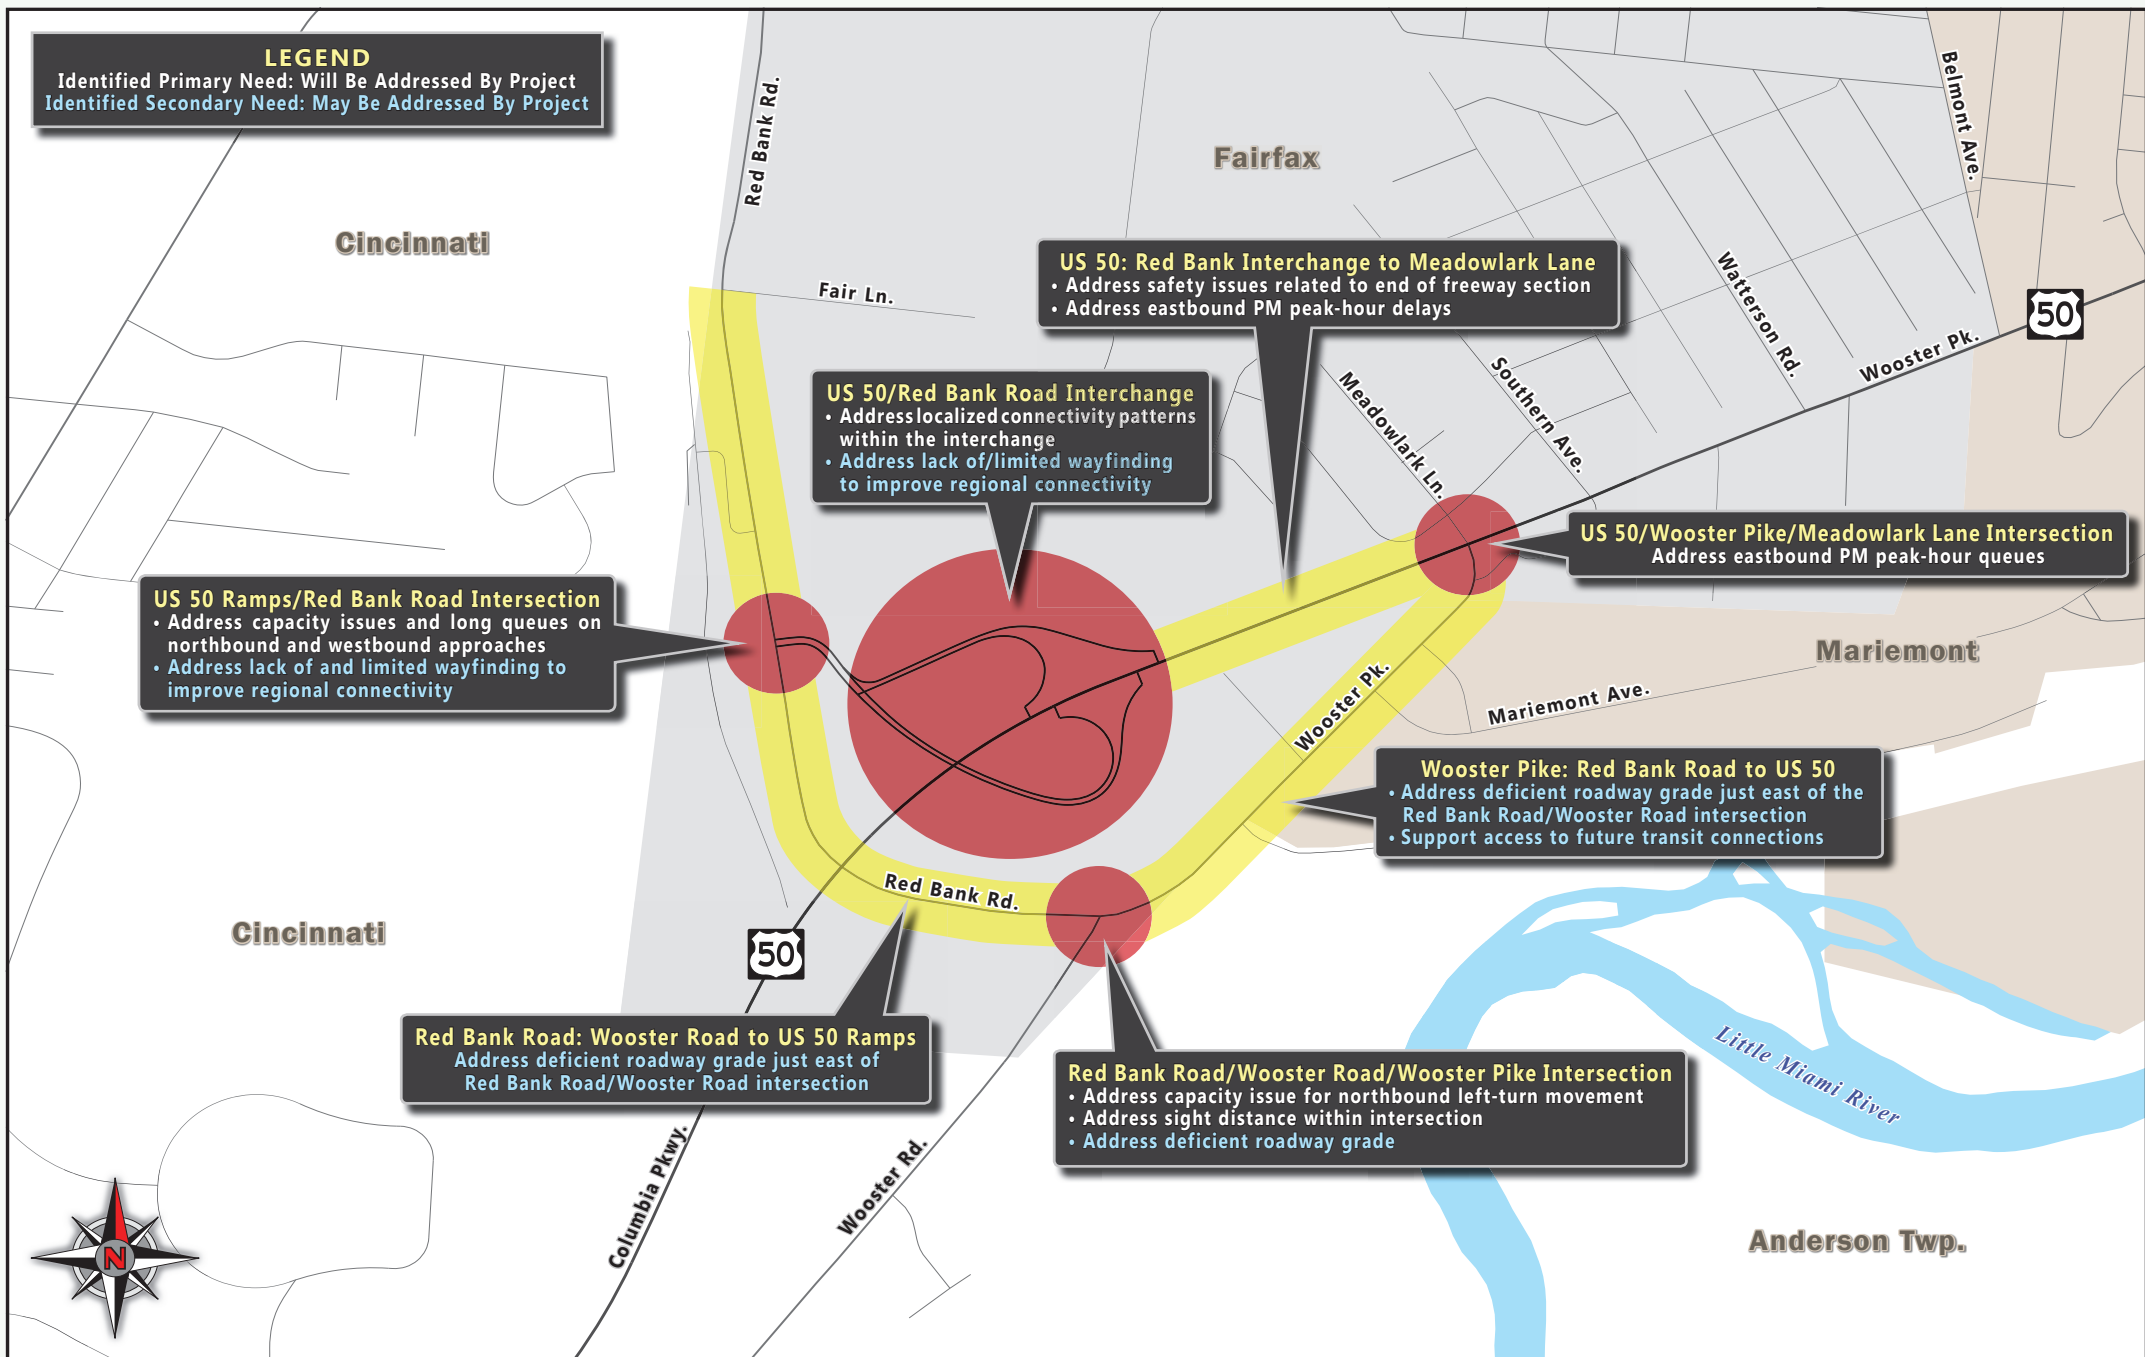 LEGEND
Identified Primary Need: Will Be Addressed By Project
Identified Secondary Need: May Be Addressed By Project
Red Bank Rd.
Belmont Ave.
Fairfax
Cincinnati
US 50: Red Bank Interchange to Meadowlark Lane
• Address safety issues related to end of freeway section
• Address eastbound PM peak-hour delays
Fair Ln.
Watterson Rd.
50
Wooster Pk.
US 50/Red Bank Road Interchange
• Address localized connectivity patterns
within the interchange
• Address lack of/limited wayfinding
to improve regional connectivity
Meadowlark Ln.
Southern Ave.
US 50/Wooster Pike/Meadowlark Lane Intersection
Address eastbound PM peak-hour queues
US 50 Ramps/Red Bank Road Intersection
• Address capacity issues and long queues on
northbound and westbound approaches
• Address lack of and limited wayfinding to
improve regional connectivity
Mariemont
Wooster Pk.
Mariemont Ave.
Wooster Pike: Red Bank Road to US 50
• Address deficient roadway grade just east of the
Red Bank Road/Wooster Road intersection
• Support access to future transit connections
Red Bank Rd.
Cincinnati
50
Red Bank Road: Wooster Road to US 50 Ramps
Address deficient roadway grade just east of
Red Bank Road/Wooster Road intersection
Red Bank Road/Wooster Road/Wooster Pike Intersection
• Address capacity issue for northbound left-turn movement
• Address sight distance within intersection
• Address deficient roadway grade
Little Miami River
Columbia Pkwy.
Wooster Rd.
Anderson Twp.
N